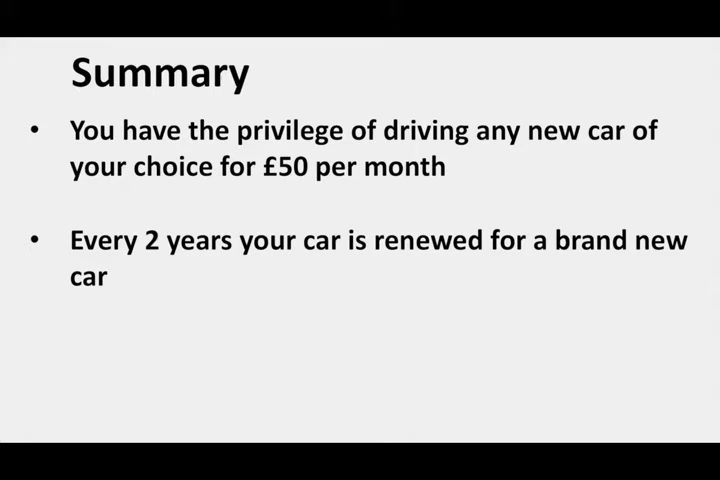 Summary
• You have the privilege of driving any new car of
your choice for £50 per month
• Every 2 years your car is renewed for a brand new
car